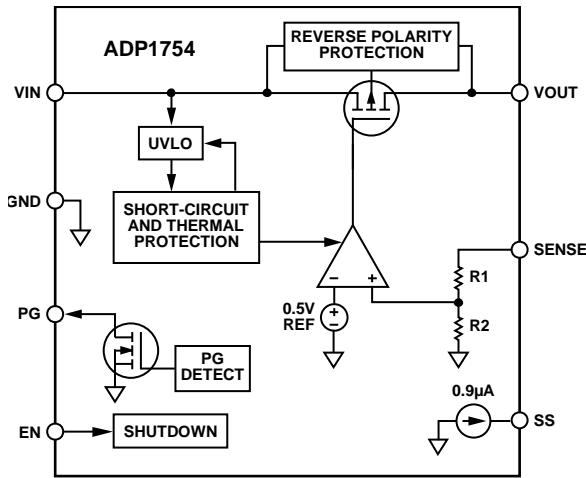 ADP1754
REVERSE POLARITY
PROTECTION
VIN
VOUT
UVLO
GND
SHORT-CIRCUIT
AND THERMAL
PROTECTION
SENSE
R1
PG
0.5V
REF
R2
PG
DETECT
0.9µA
EN
SHUTDOWN
SS